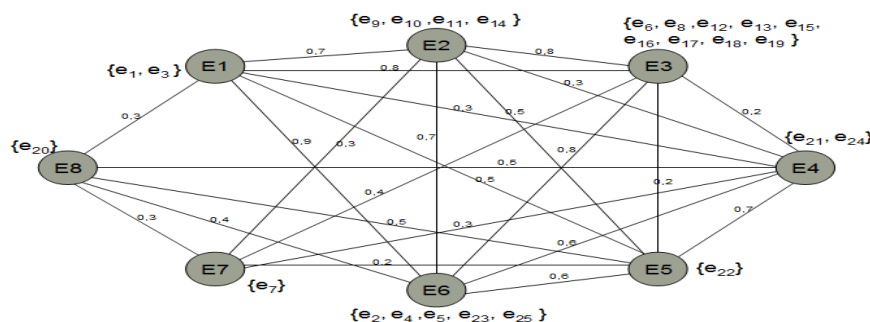 {e9, e10 ,e11, e14 }
{e6, e8 ,e12, e13, e15,
e16, e17, e18, e19 }
E2
0,7
0,8
E1
E3
{e1, e3 }
0,8
0,3
0,3
0,2
0,3
0,5
{e21, e24}
{e20}
0,9
0,7
0,3
0,8
E8
0,5
E4
0,5
0,2
0,4
0,3
0,4
0,5
0,3
0,7
0,6
E7
0,2
E5
{e22}
0,6
{e7}
E6
{e2, e4 ,e5, e23, e25 }